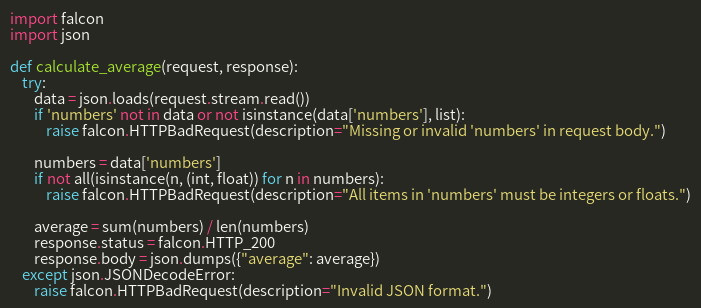 import falcon
import json

def calculate_average(request, response):
    try:
        data = json.loads(request.stream.read())
        if 'numbers' not in data or not isinstance(data['numbers'], list):
            raise falcon.HTTPBadRequest(description="Missing or invalid 'numbers' in request body.")

        numbers = data['numbers']
        if not all(isinstance(n, (int, float)) for n in numbers):
            raise falcon.HTTPBadRequest(description="All items in 'numbers' must be integers or floats.")

        average = sum(numbers) / len(numbers)
        response.status = falcon.HTTP_200
        response.body = json.dumps({"average": average})
    except json.JSONDecodeError:
        raise falcon.HTTPBadRequest(description="Invalid JSON format.")